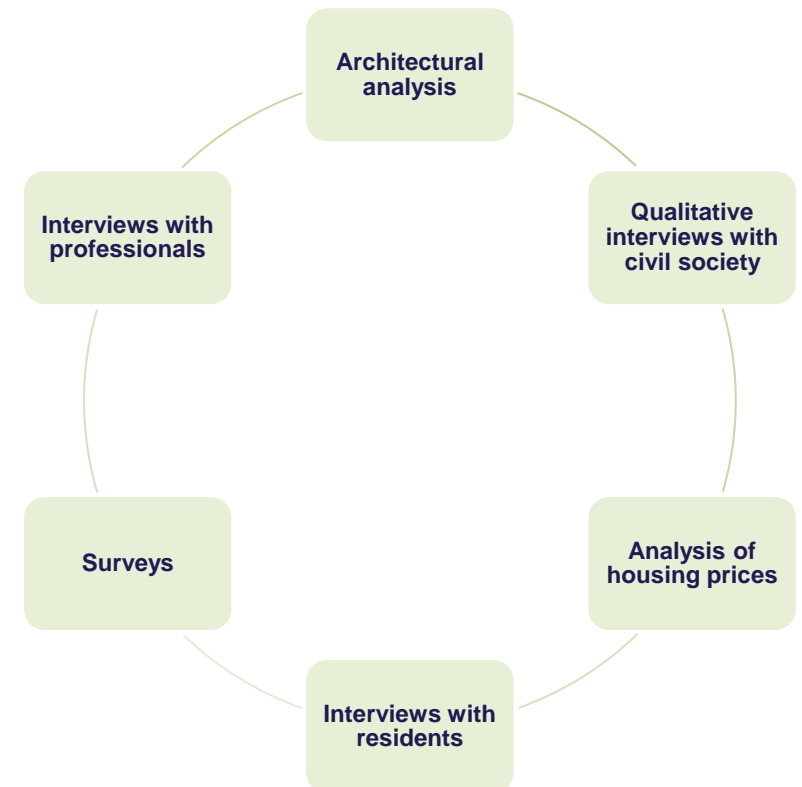 Architectural
analysis
Qualitative
interviews with
civil society
Analysis of
housing prices
Interviews with
residents
Surveys
Interviews with
professionals